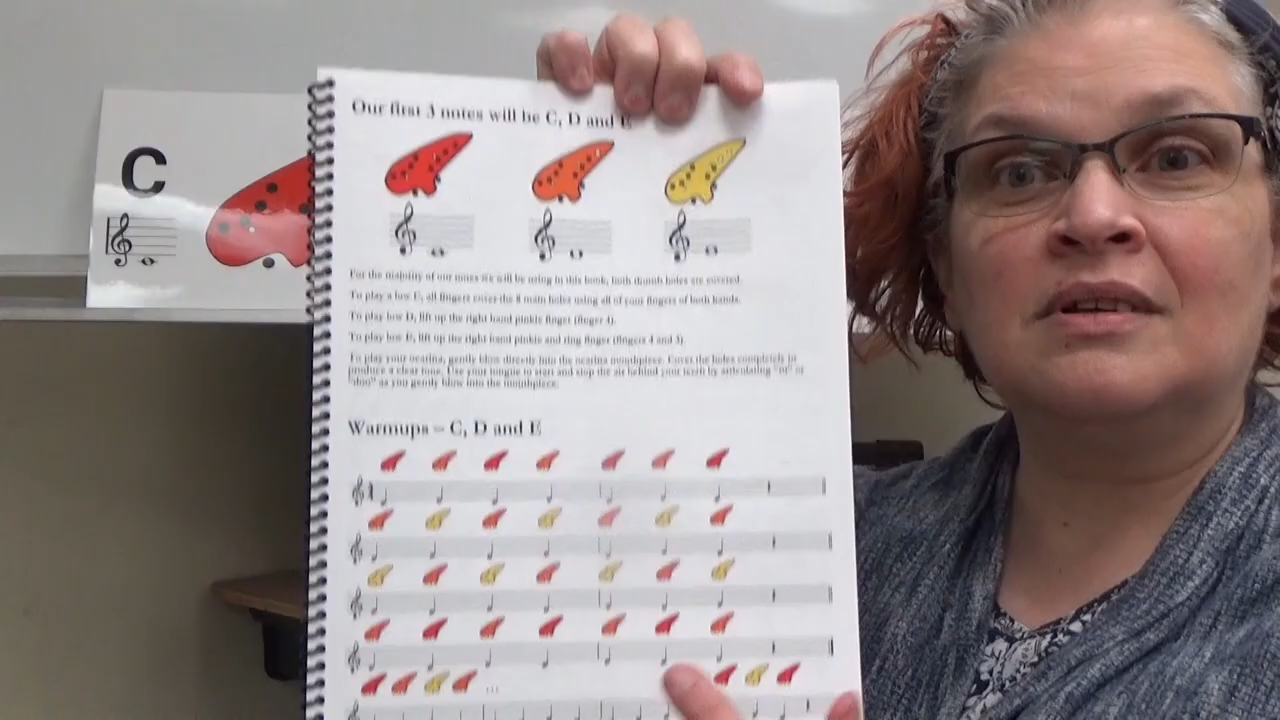 Our first 3 notes will be C, D and E
C
For the majority of our notes we will be using in this book, both thumb holes are covered.
To play a low C, all fingers cover the 8 main holes using all of your fingers of both hands.
To play low D, lift up the right hand pinkie finger (finger 4).
To play low E, lift up the right hand pinkie and ring finger (fingers 4 and 3).
To play your ocarina, gently blow directly into the ocarina mouthpiece. Cover the holes completely to
produce a clear tone. Use your tongue to start and stop the air behind your teeth by articulating or
"doo" as you gently blow into the mouthpiece.
Warmups – C, D and E
...